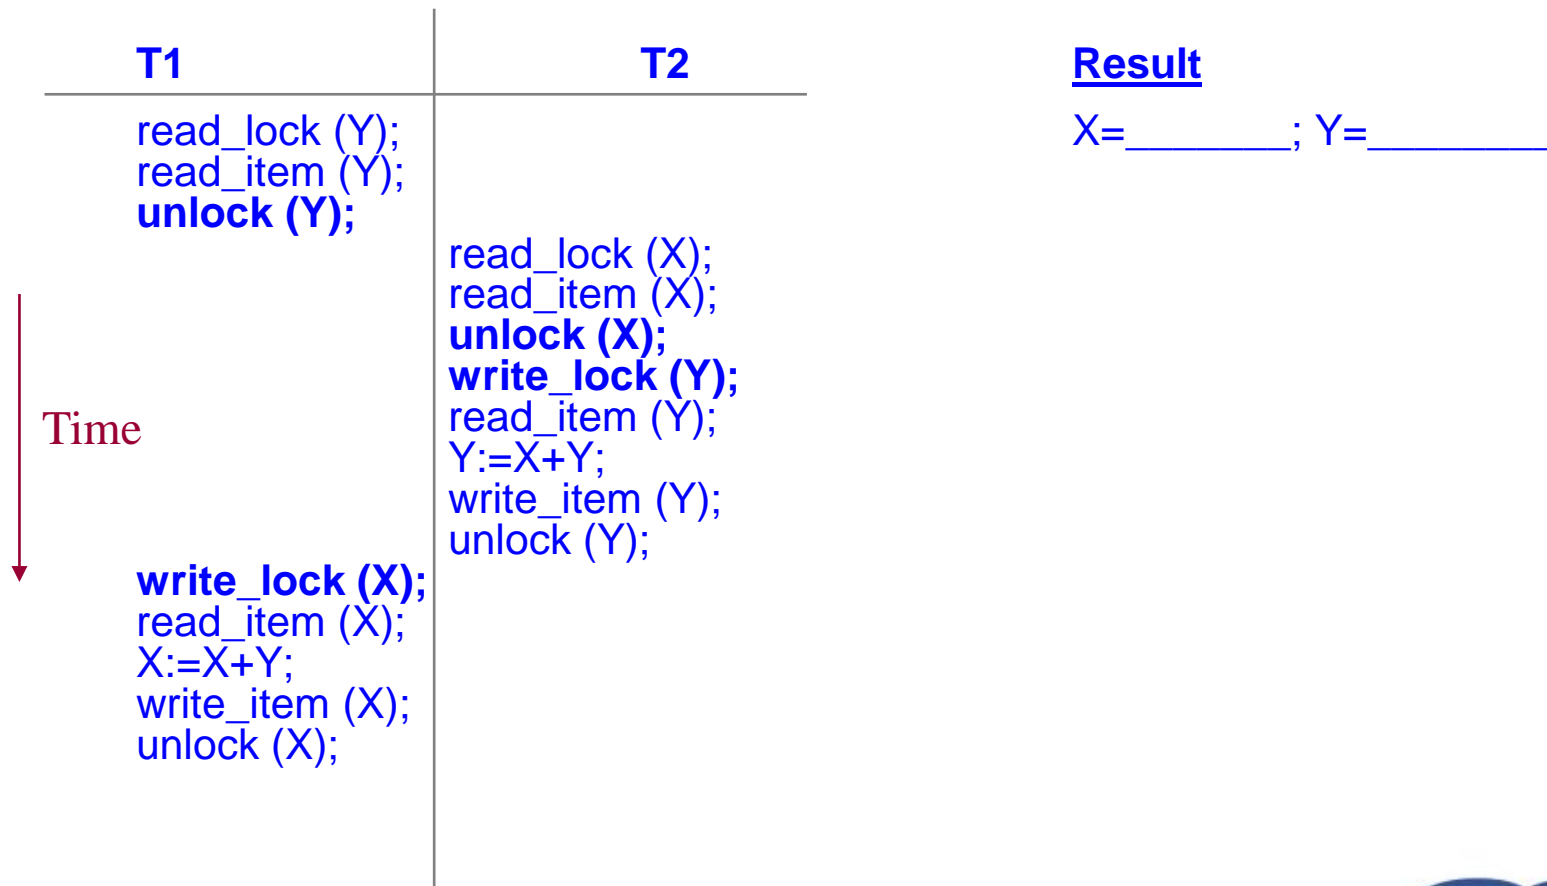 T1 T2 Result
read_lock (Y); X=_______; Y=________
read_item (Y);
unlock (Y);
read_lock (X);
read_item (X);
unlock (X);
write_lock (Y);
Time read_item (Y);
Y:=X+Y;
write_item (Y);
unlock (Y);
write_lock (X);
read_item (X);
X:=X+Y;
write_item (X);
unlock (X);